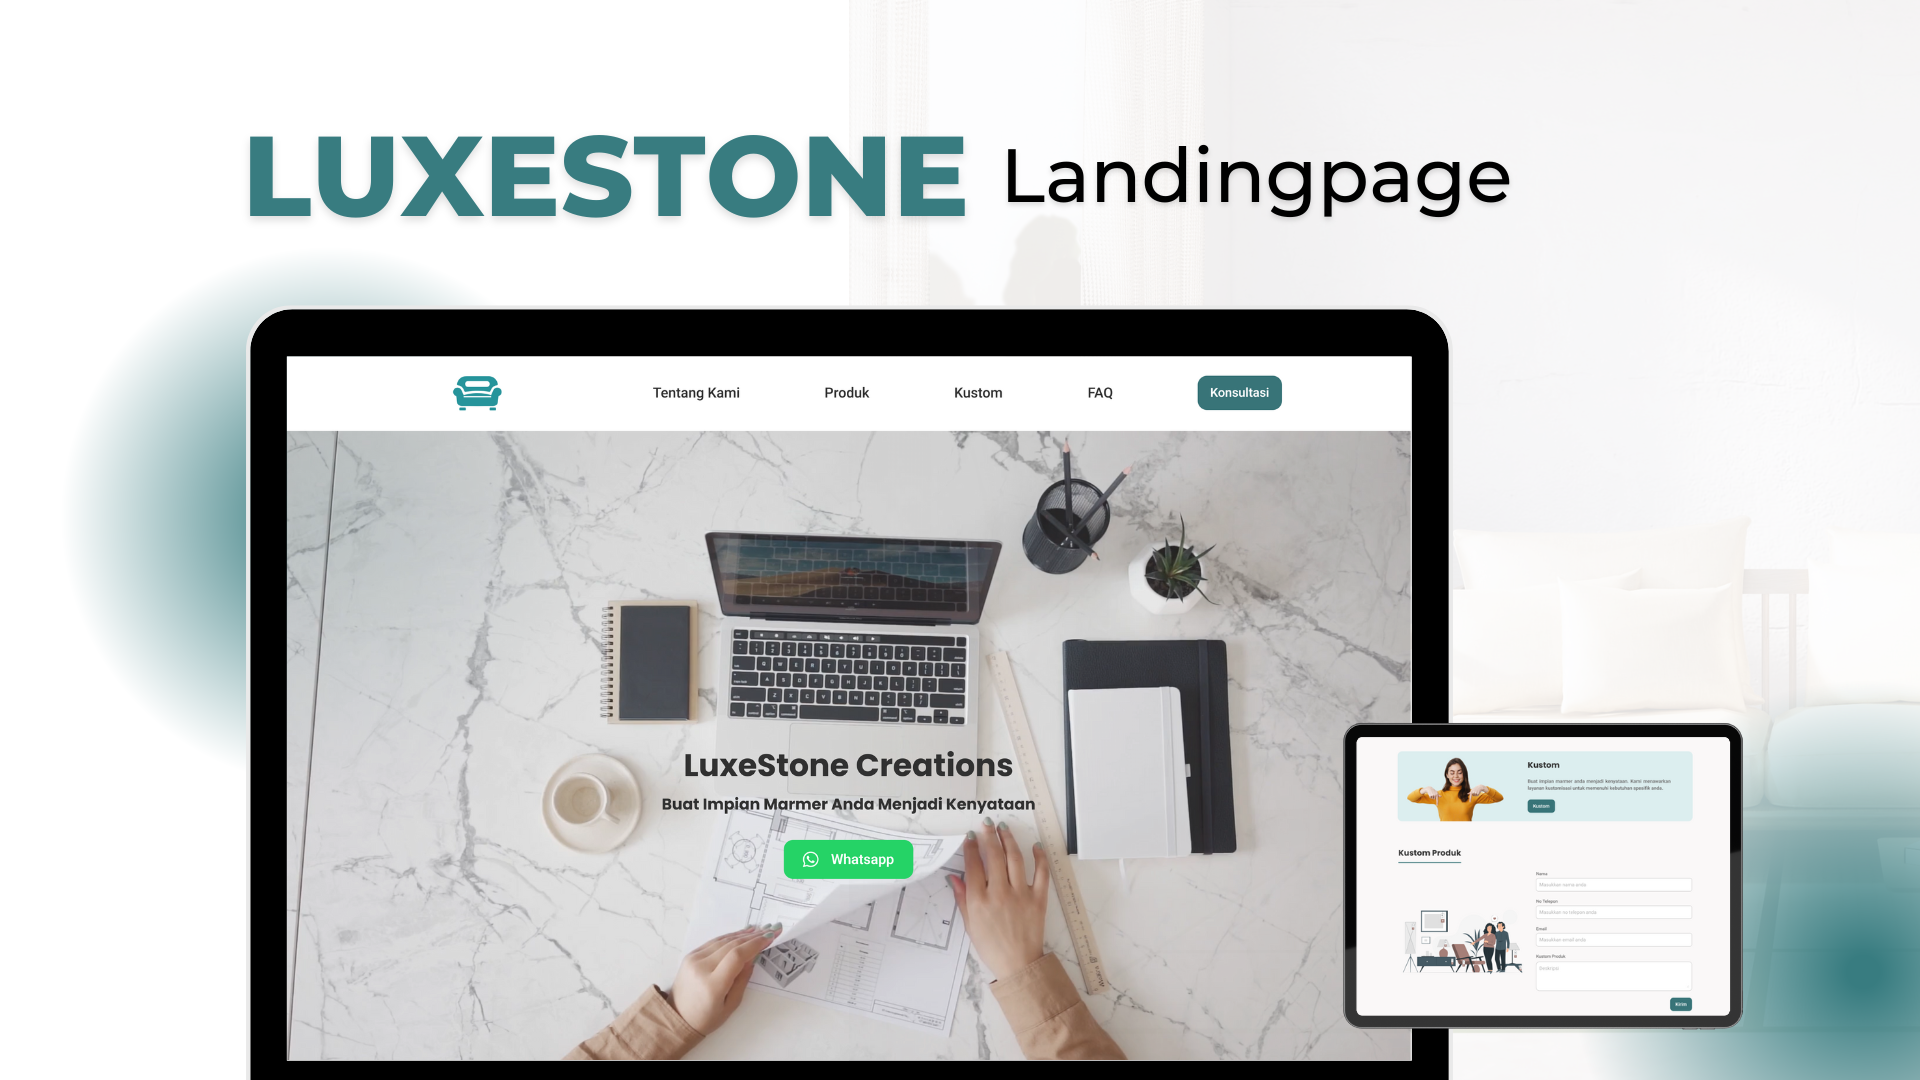 LUXESTONE Landingpage
Tentang Kami
Produk
Kustom
FAQ
Konsultasi
LuxeStone Creations
Buat Impian Marmer Anda Menjadi Kenyataan
Whatsapp
Kustom
Buat impian marmer anda menjadi kenyataan. Kami menawarkan
layanan kustomisasi untuk memenuhi kebutuhan spesifik anda.
Kustom
Kustom Produk
Nama
Masukkan nama anda
No Telepon
Masukkan no telepon anda
Email
Masukkan email anda
Kustom Produk
Deskripsi
Kirim